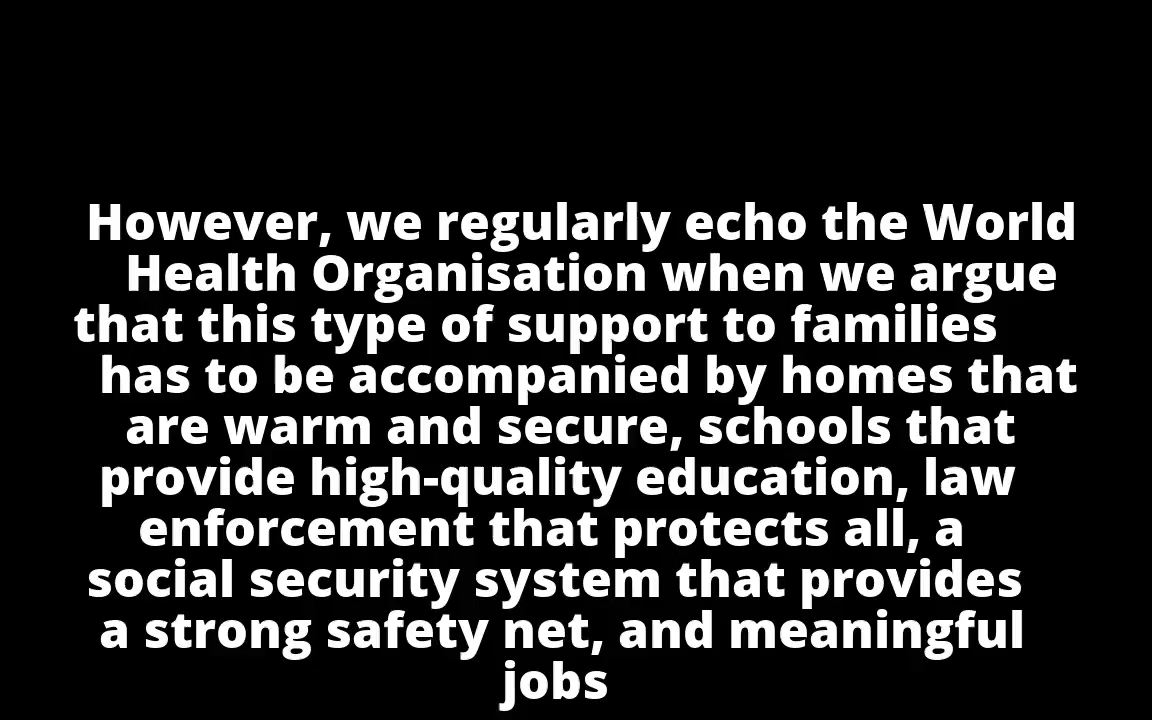 However, we regularly echo the World
Health Organisation when we argue
that this type of support to families
has to be accompanied by homes that
are warm and secure, schools that
provide high-quality education, law
enforcement that protects all, a
social security system that provides
a strong safety net, and meaningful
jobs